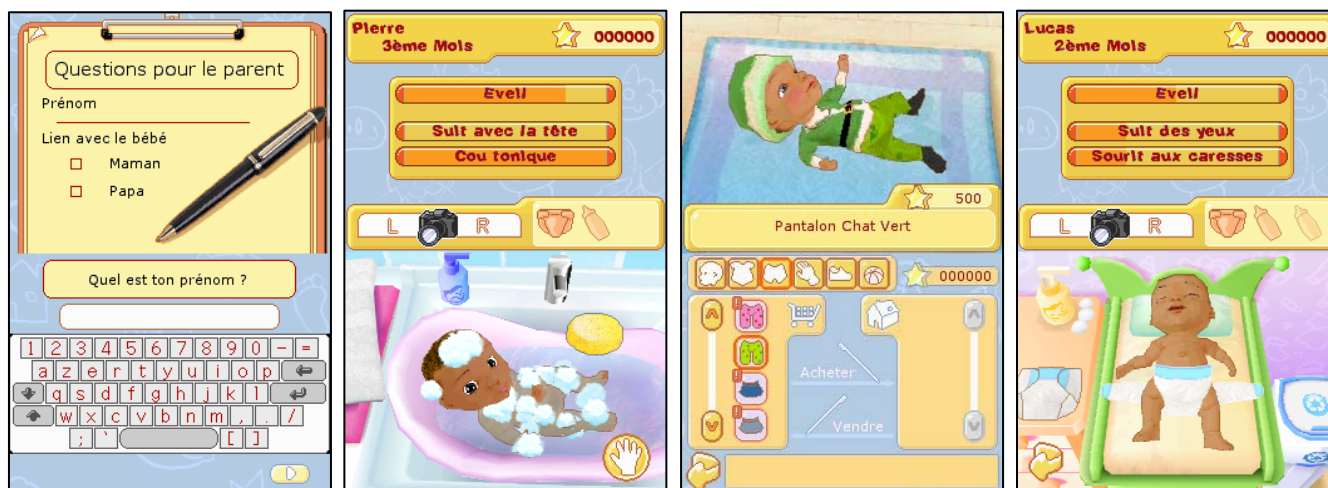 Questions pour le parent
Prénom
Lien avec le bébé
Maman
Papa
Quel est ton prénom ?
1 2 3 4 5 6 7 8 9 0 - =
a z e r t y u i o p
q s d f g h j k l
w x c v b n m , . /
; ` [ ]
Pierre
3ème Mois
000000
Eveil
Suit avec la tête
Cou tonique
L R
500
Pantalon Chat Vert
000000
Acheter
Vendre
Lucas
2ème Mois
000000
Eveil
Suit des yeux
Sourit aux caresses
L R